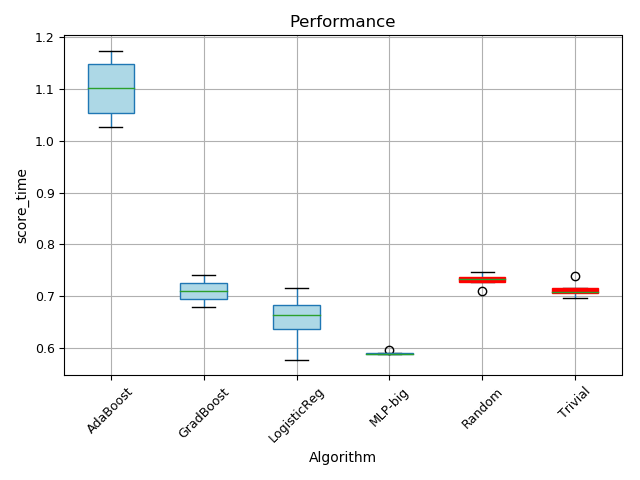 Performance
1.2
1.1
1.0
0.9
0.8
0.7
0.6
score_time
AdaBoost
GradBoost
LogisticReg
MLP-big
Random
Trivial
Algorithm